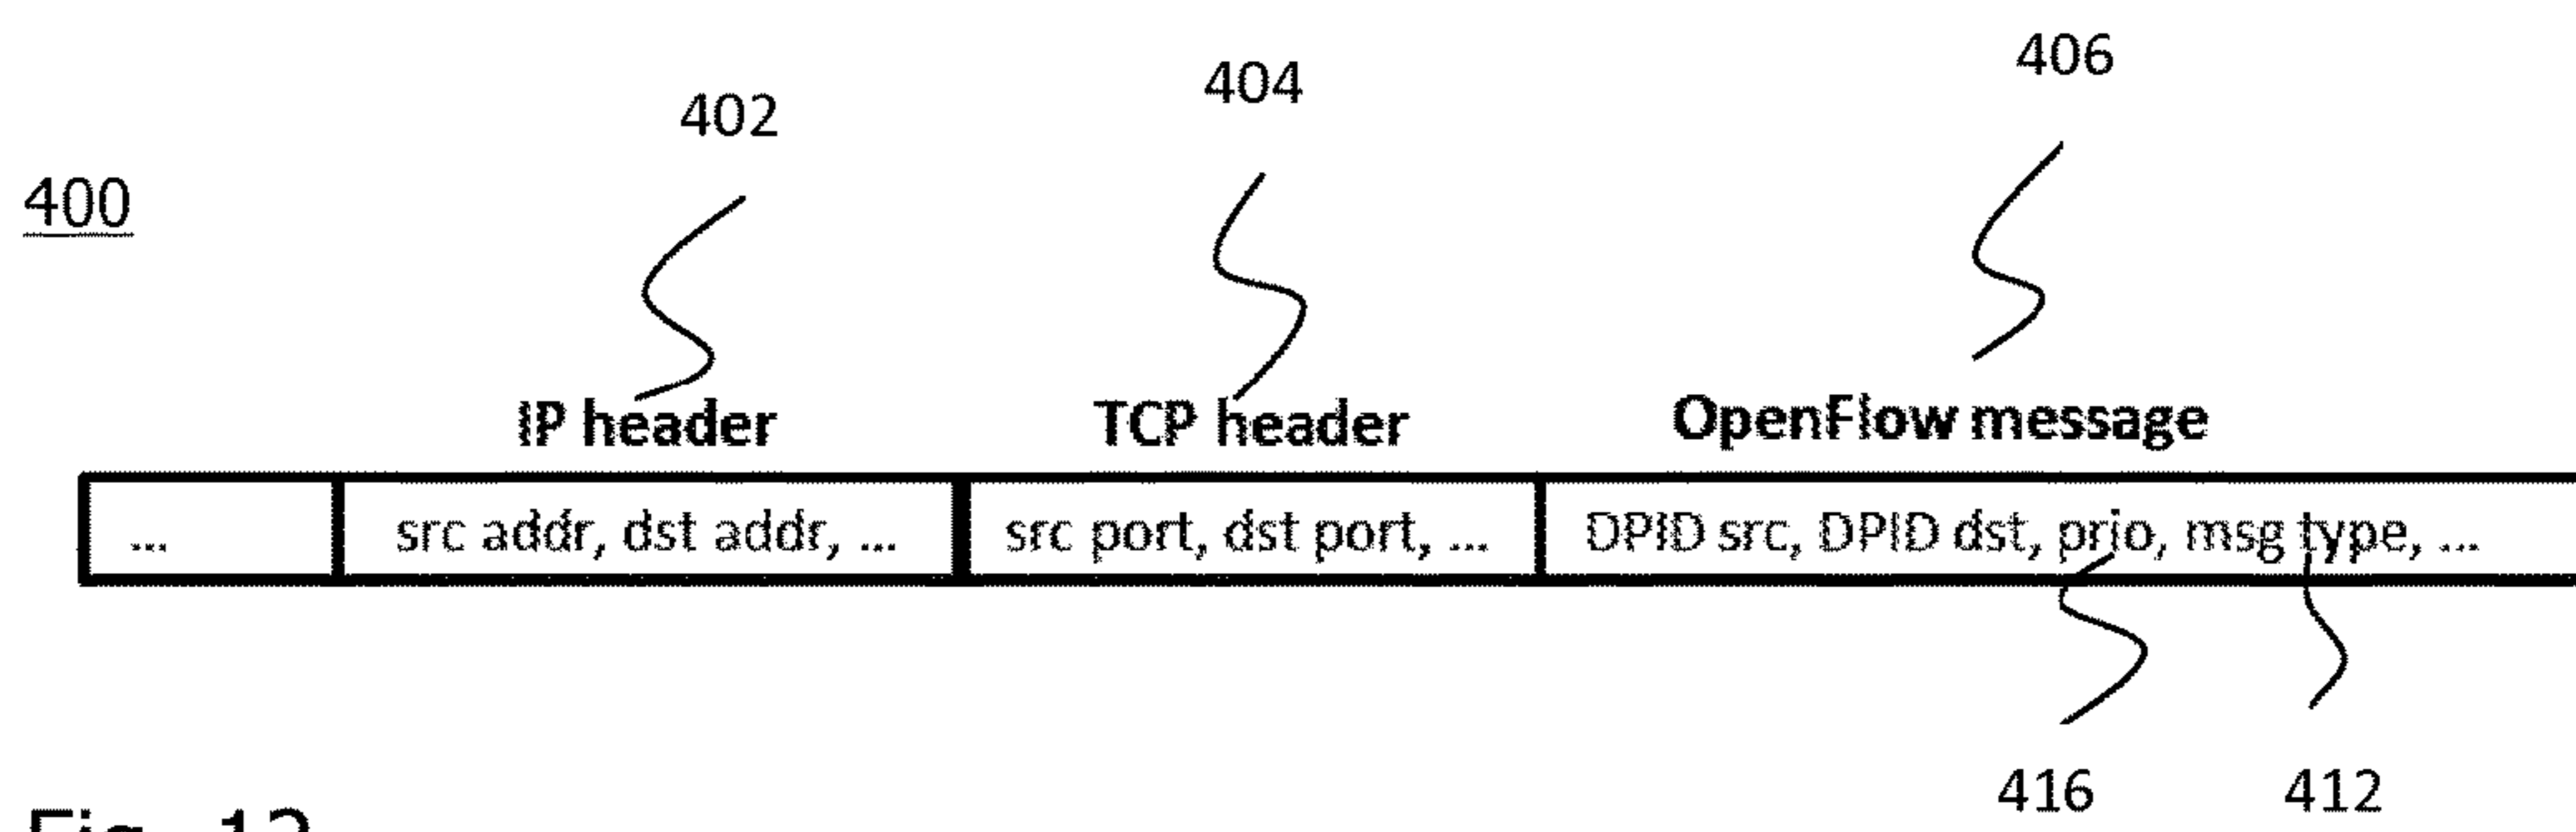 406
404
402
400
IP header TCP header OpenFlow message
... src addr, dst addr, ... src port, dst port, ... DPID src, DPID dst, prio, msg type, ...
416 412